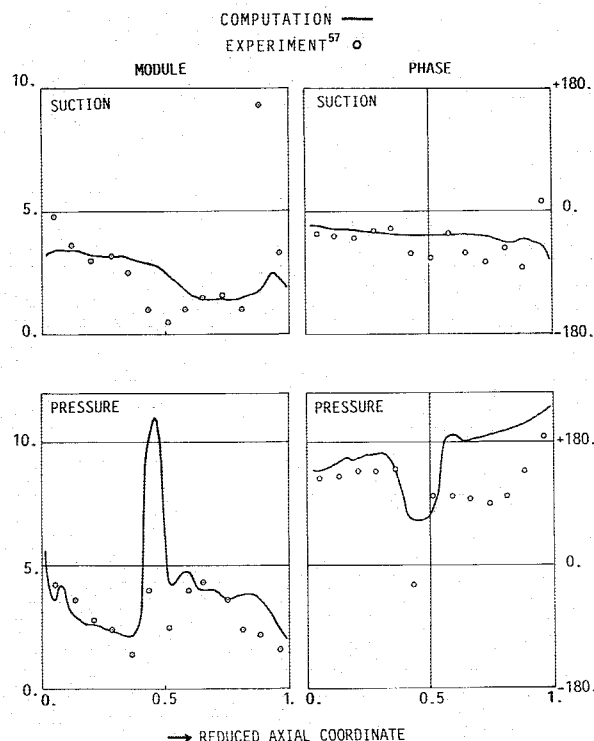 COMPUTATION
EXPERIMENT57
MODULE PHASE
10. +180.
SUCTION SUCTION
5. 0.
0. -180.
PRESSURE PRESSURE
10. +180.
5. 0.
0. -180.
0. 0.5 1. 0. 0.5 1.
REDUCED AXIAL COORDINATE